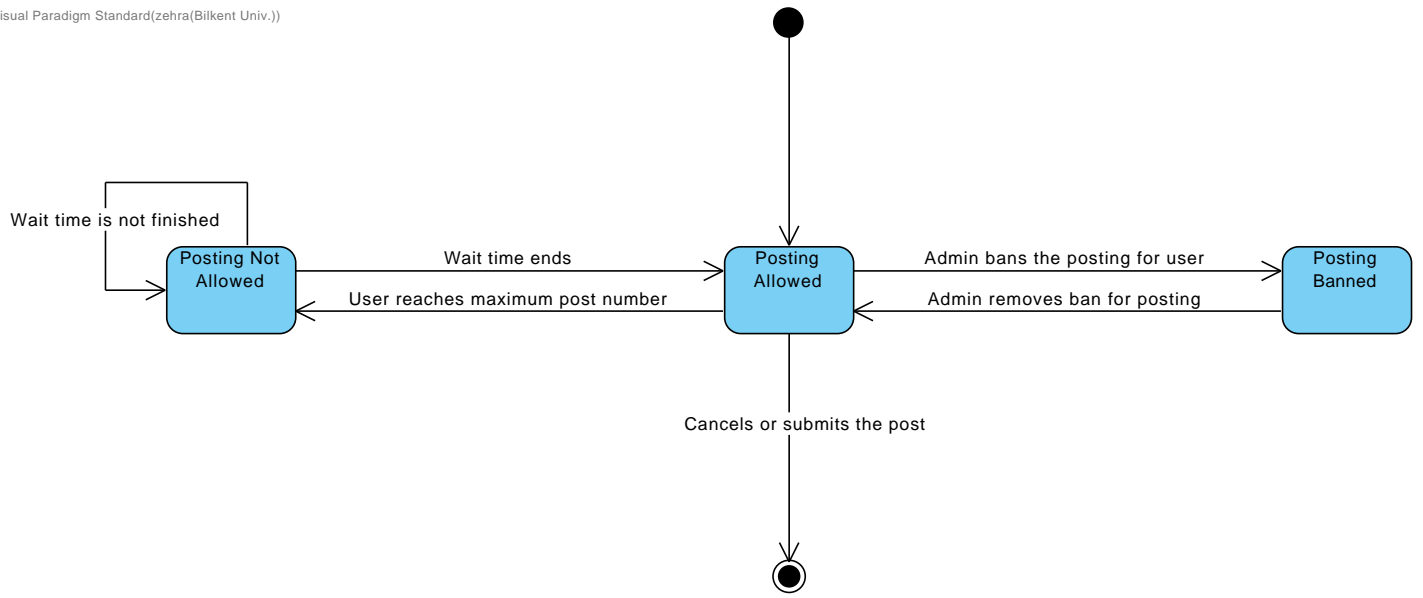 isual Paradigm Standard(zehra(Bilkent Univ.))
Wait time is not finished
Posting Not
Allowed
Wait time ends
User reaches maximum post number
Posting
Allowed
Admin bans the posting for user
Admin removes ban for posting
Posting
Banned
Cancels or submits the post